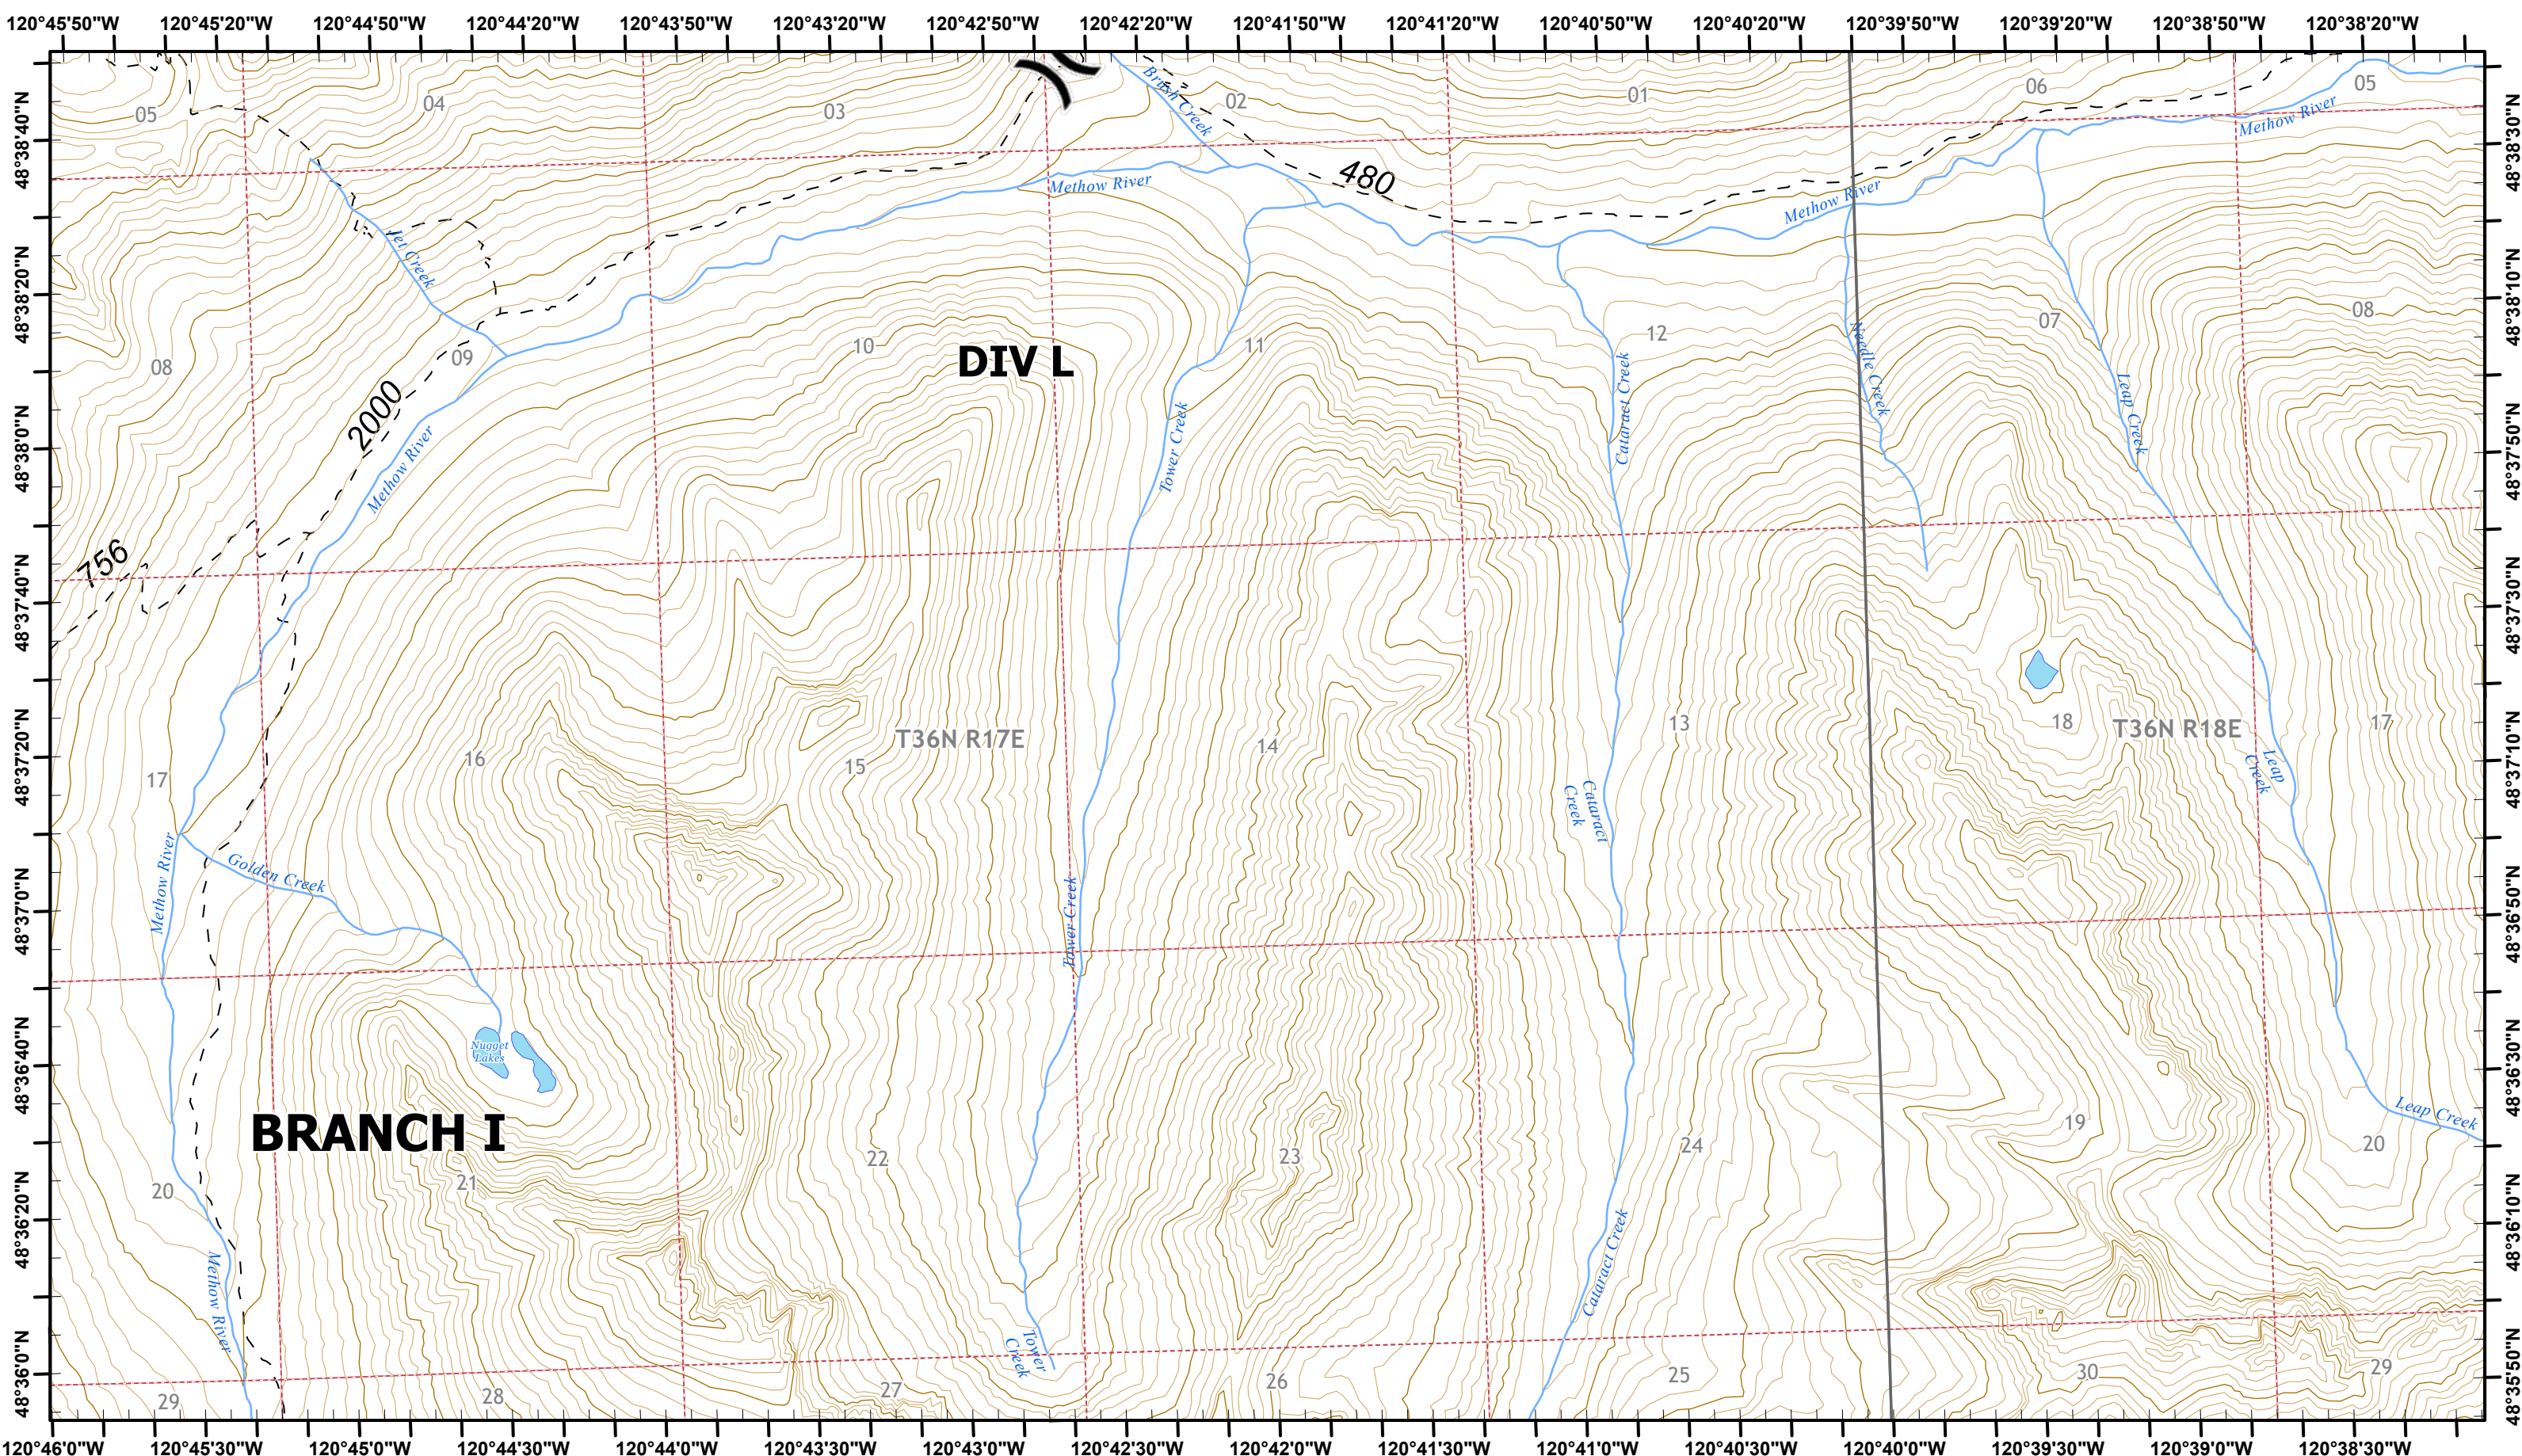 120°45'50"W 120°45'20"W 120°44'50"W 120°44'20"W 120°43'50"W 120°43'20"W 120°42'50"W 120°42'20"W 120°41'50"W 120°41'20"W 120°40'50"W 120°40'20"W 120°39'50"W 120°39'20"W 120°38'50"W 120°38'20"W
05
04
03
Brush Creek
02
01
06
05
Methow River
48°38'40"N
48°38'30"N
480
Methow River
Methow River
Jet Creek
48°38'20"N
48°38'10"N
08
09
10
DIV L
11
12
07
08
Needle Creek
Leap Creek
Cataract Creek
Tower Creek
2000
Methow River
48°38'0"N
48°37'50"N
756
48°37'40"N
48°37'30"N
17
16
T36N R17E
15
14
13
18
T36N R18E
17
48°37'20"N
48°37'10"N
Leap
Creek
Cataract
Creek
Methow River
Golden Creek
Tower Creek
48°37'0"N
48°36'50"N
Nugget
Lakes
48°36'40"N
48°36'30"N
BRANCH I
Leap Creek
20
21
22
23
24
19
20
48°36'20"N
48°36'10"N
Methow River
Cataract Creek
Tower
Creek
48°36'0"N
48°35'50"N
29
28
27
26
25
30
29
120°46'0"W 120°45'30"W 120°45'0"W 120°44'30"W 120°44'0"W 120°43'30"W 120°43'0"W 120°42'30"W 120°42'0"W 120°41'30"W 120°41'0"W 120°40'30"W 120°40'0"W 120°39'30"W 120°39'0"W 120°38'30"W